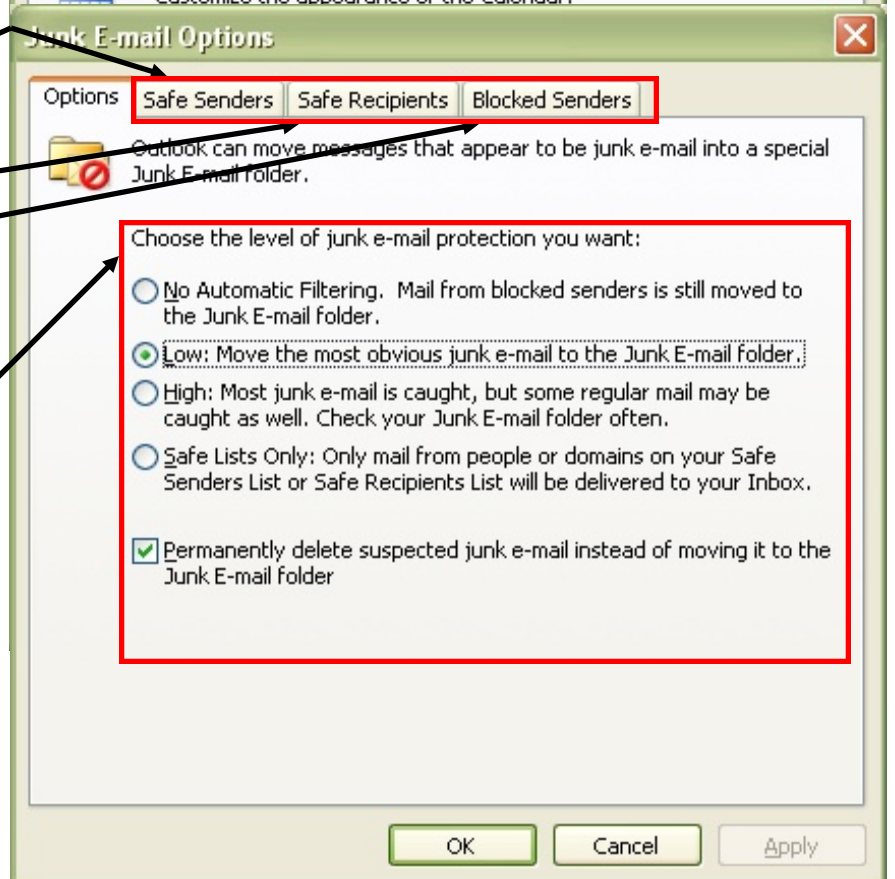 Customize the appearance of the Calendar.
Junk E-mail Options
Options Safe Senders Safe Recipients Blocked Senders
Outlook can move messages that appear to be junk e-mail into a special
Junk E-mail folder.
Choose the level of junk e-mail protection you want:
No Automatic Filtering. Mail from blocked senders is still moved to
the Junk E-mail folder.
Low: Move the most obvious junk e-mail to the Junk E-mail folder.
High: Most junk e-mail is caught, but some regular mail may be
caught as well. Check your Junk E-mail folder often.
Safe Lists Only: Only mail from people or domains on your Safe
Senders List or Safe Recipients List will be delivered to your Inbox.
Permanently delete suspected junk e-mail instead of moving it to the
Junk E-mail folder
OK Cancel Apply